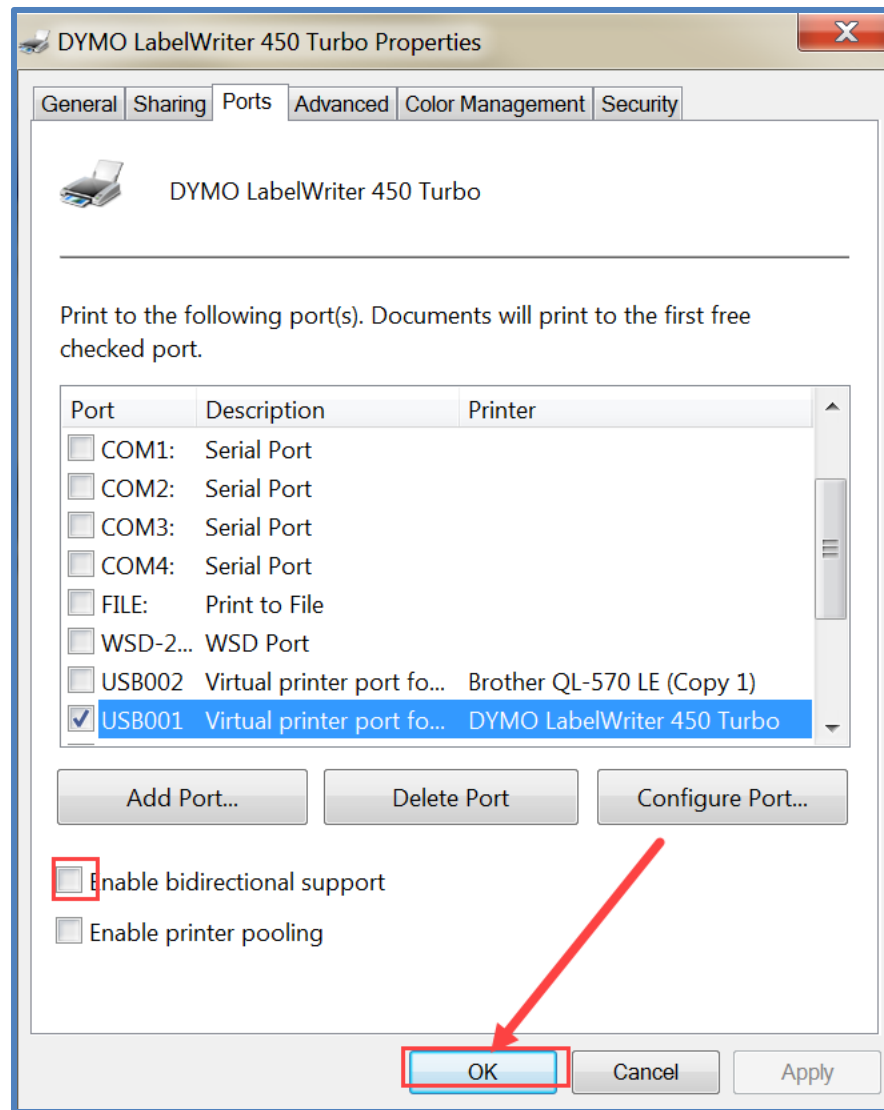 DYMO LabelWriter 450 Turbo Properties
General Sharing Ports Advanced Color Management Security
DYMO LabelWriter 450 Turbo
Print to the following port(s). Documents will print to the first free
checked port.
Port Description Printer
COM1: Serial Port
COM2: Serial Port
COM3: Serial Port
COM4: Serial Port
FILE: Print to File
WSD-2... WSD Port
USB002 Virtual printer port fo... Brother QL-570 LE (Copy 1)
USB001 Virtual printer port fo... DYMO LabelWriter 450 Turbo
Add Port... Delete Port Configure Port...
Enable bidirectional support
Enable printer pooling
OK Cancel Apply